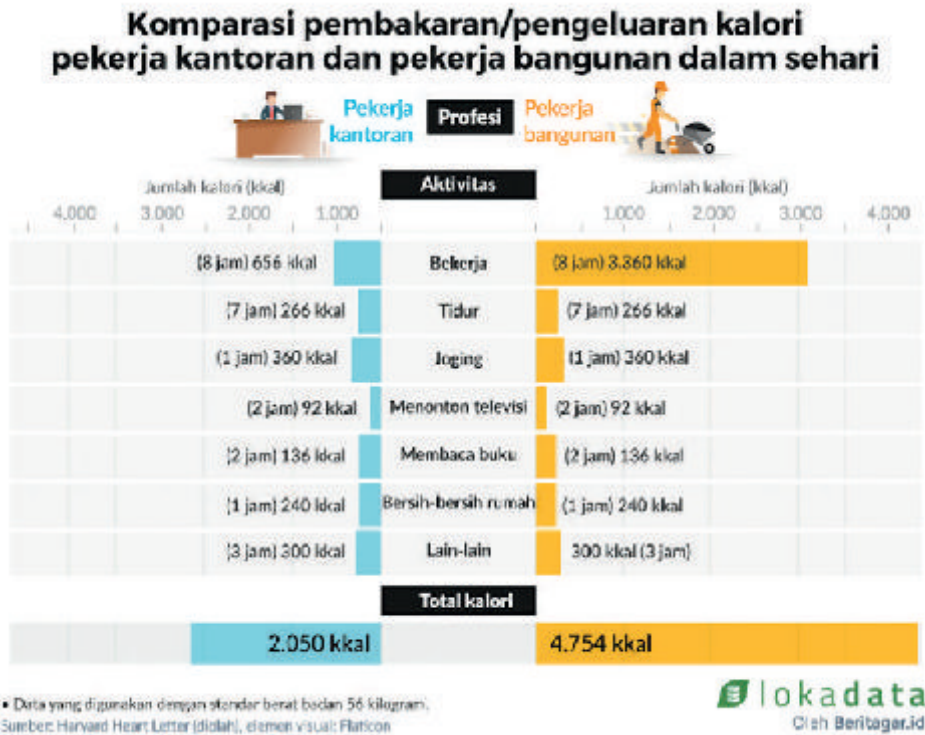 Komparasi pembakaran/pengeluaran kalori
pekerja kantoran dan pekerja bangunan dalam sehari
Pekerja kantoran
Profesi
Pekerja bangunan
Jumlah kalori (kkal)
Aktivitas
Jumlah kalori (kkal)
4.000 3.000 2.000 1.000
1.000 2.000 3.000 4.000
(8 jam) 656 kkal Bekerja (8 jam) 3.360 kkal
(7 jam) 266 kkal Tidur (7 jam) 266 kkal
(1 jam) 360 kkal Joging (1 jam) 360 kkal
(2 jam) 92 kkal Menonton televisi (2 jam) 92 kkal
(2 jam) 136 kkal Membaca buku (2 jam) 136 kkal
(1 jam) 240 kkal Bersih-bersih rumah (1 jam) 240 kkal
(3 jam) 300 kkal Lain-lain 300 kkal (3 jam)
Total kalori
2.050 kkal 4.754 kkal
• Data yang digunakan dengan standar berat badan 56 kilogram.
Sumber: Harvard Heart Letter (diolah), elemen visual: Flaticon
lokadata
Oleh Beritagar.id